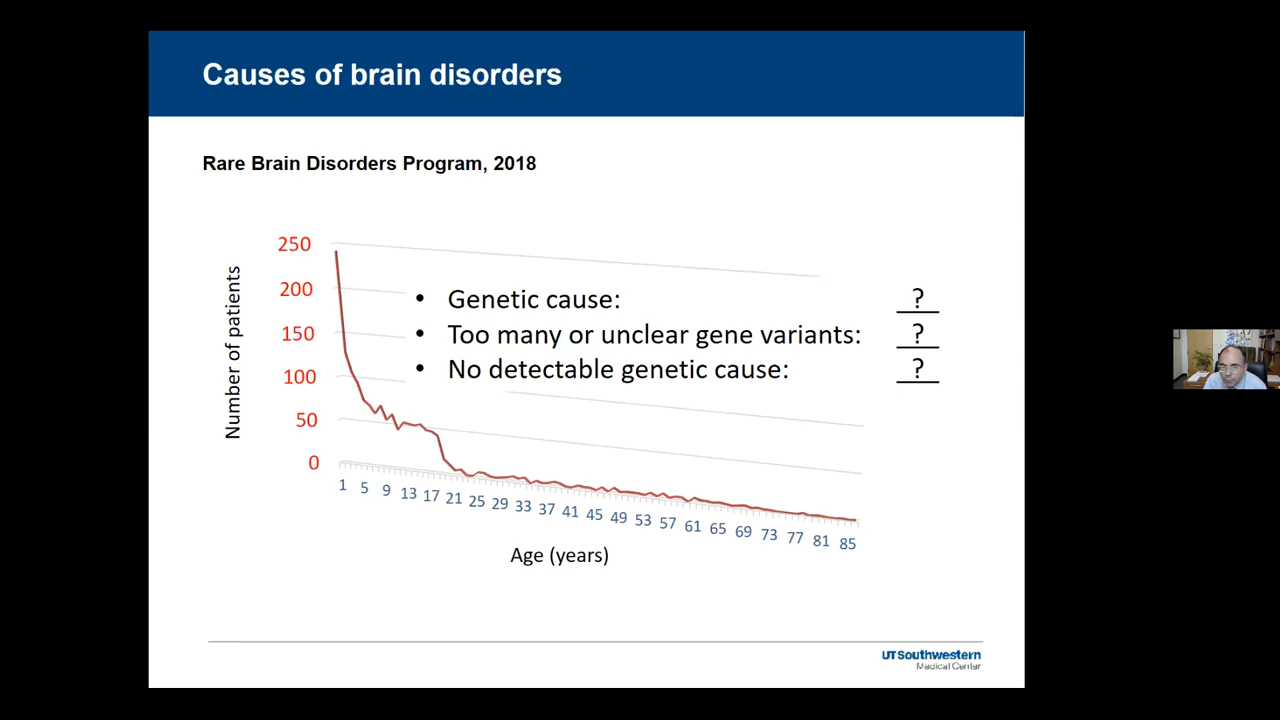 Causes of brain disorders
Rare Brain Disorders Program, 2018
Number of patients
250
200
150
100
50
0
• Genetic cause: ?
• Too many or unclear gene variants: ?
• No detectable genetic cause: ?
1 5 9 13 17 21 25 29 33 37 41 45 49 53 57 61 65 69 73 77 81 85
Age (years)
UT Southwestern
Medical Center